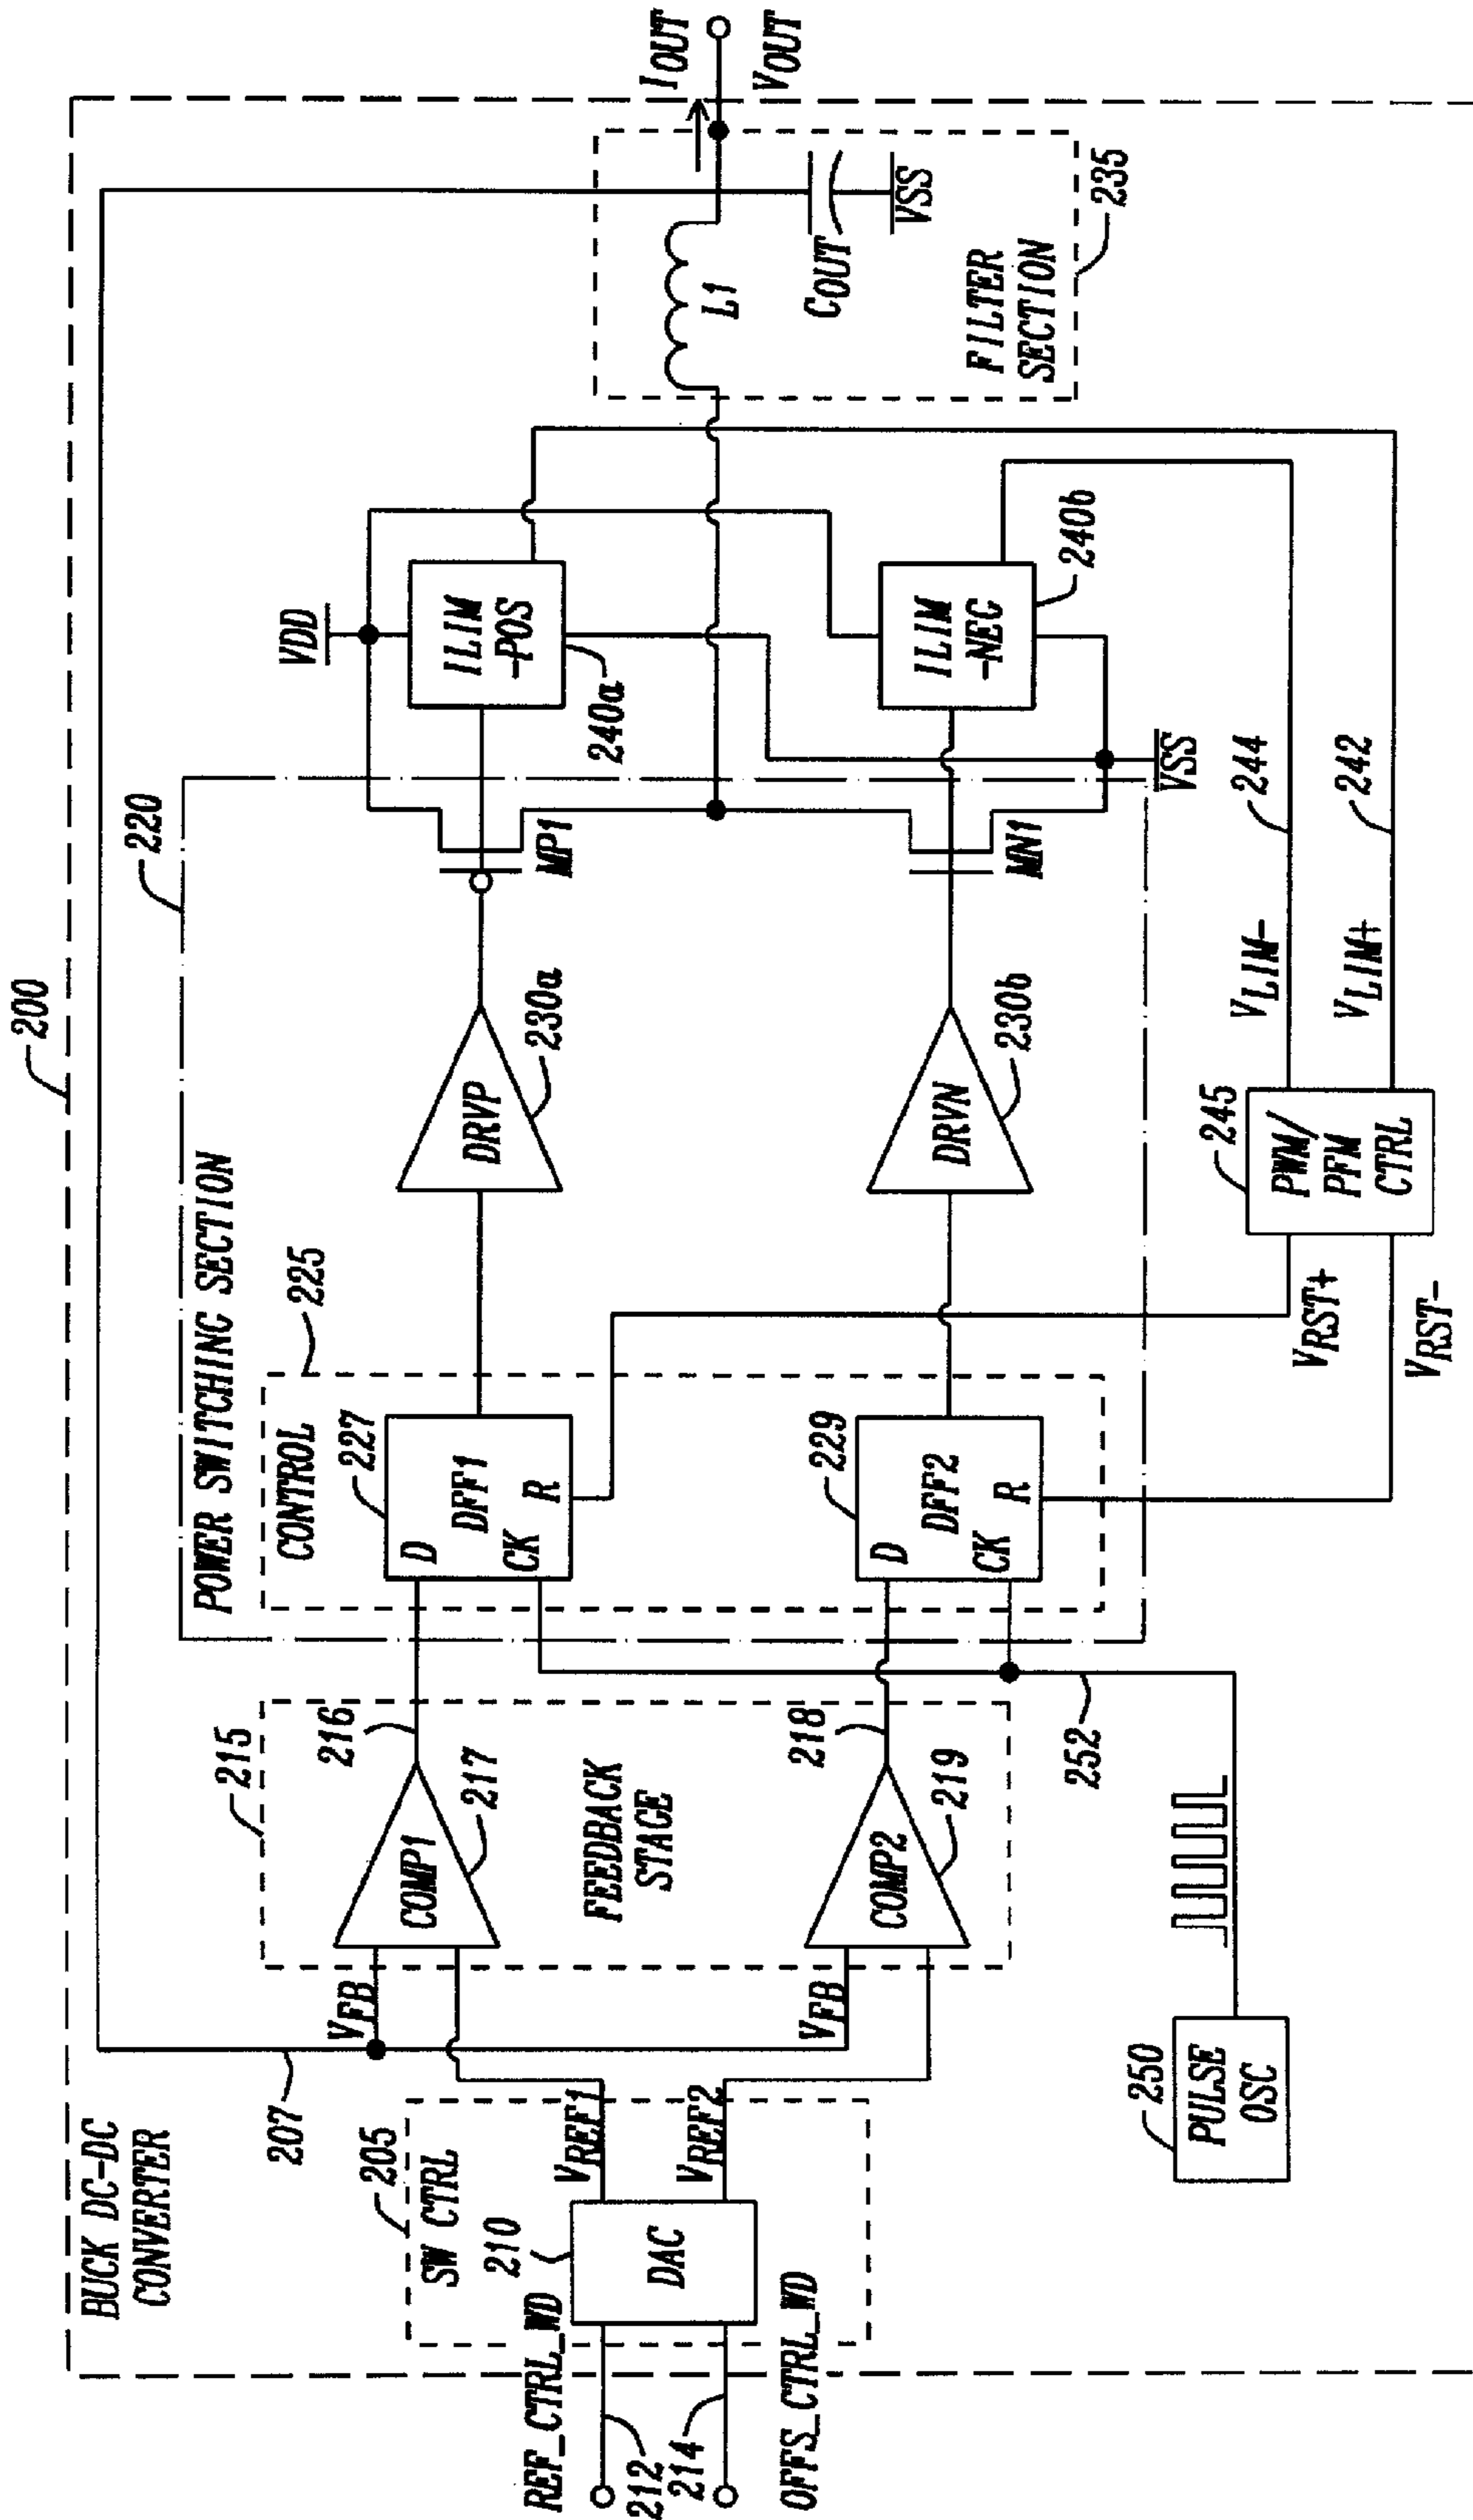 200
BUCK DC-DC
CONVERTER
207
205
SW CTRL
210
DAC
REF_CTRL_WD
212
214
OFFS_CTRL_WD
VREF1
VREF2
VFB
VFB
215
COMP1
216
217
FEEDBACK
STAGE
COMP2
218
219
250
PULSE
OSC
252
220
POWER SWITCHING SECTION
225
CONTROL
227
D
DFF1
CK
R
229
D
DFF2
CK
R
DRVP
230a
DRVN
230b
MP1
MN1
VDD
ILIM
-POS
240a
ILIM
-NEG
240b
VSS
245
PWM/
PFM
CTRL
VRST+
VRST-
VLIM-
244
VLIM+
242
L1
COUT
VSS
FILTER
SECTION
235
IOUT
VOUT